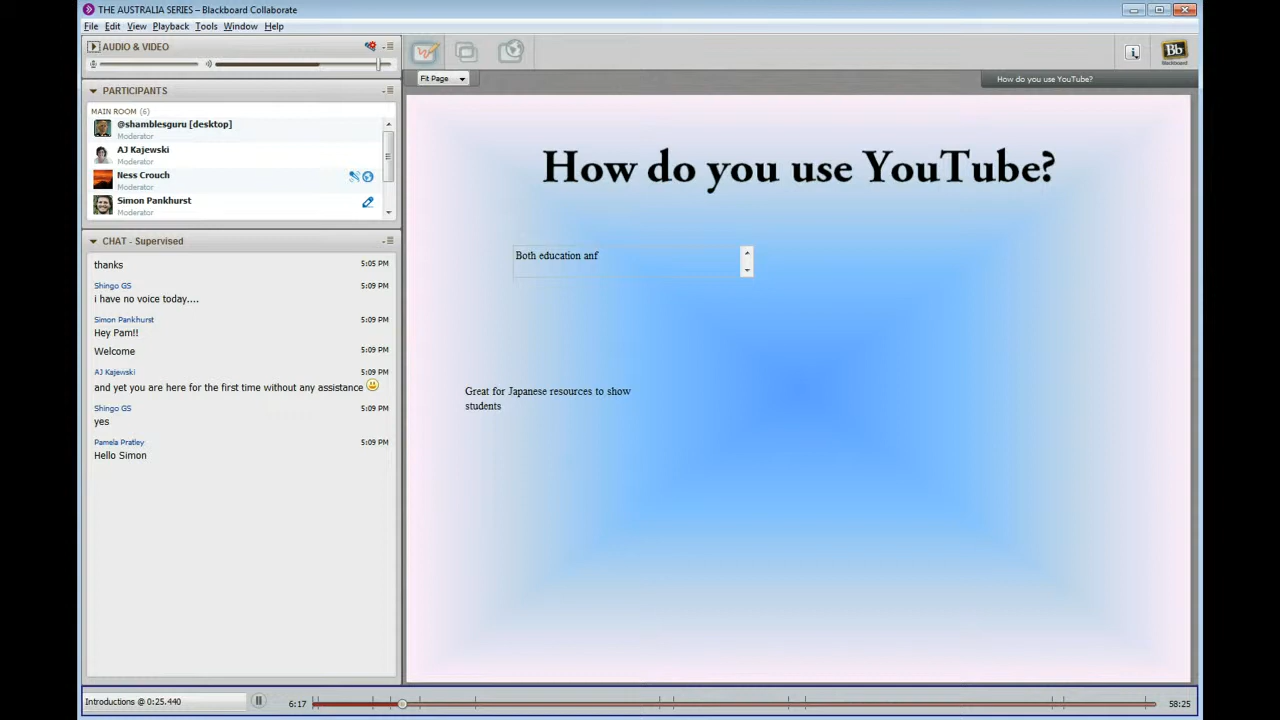 THE AUSTRALIA SERIES – Blackboard Collaborate
File Edit View Playback Tools Window Help
AUDIO & VIDEO
PARTICIPANTS
MAIN ROOM (6)
@shamblesguru [desktop]
Moderator
AJ Kajewski
Moderator
Ness Crouch
Moderator
Simon Pankhurst
Moderator
CHAT - Supervised
thanks 5:05 PM
Shingo GS 5:09 PM
i have no voice today....
Simon Pankhurst 5:09 PM
Hey Pam!!
Welcome 5:09 PM
AJ Kajewski 5:09 PM
and yet you are here for the first time without any assistance
Shingo GS 5:09 PM
yes
Pamela Pratley 5:09 PM
Hello Simon
Fit Page
How do you use YouTube?
Bb
Blackboard
How do you use YouTube?
Both education anf
Great for Japanese resources to show
students
Introductions @ 0:25.440
6:17
58:25